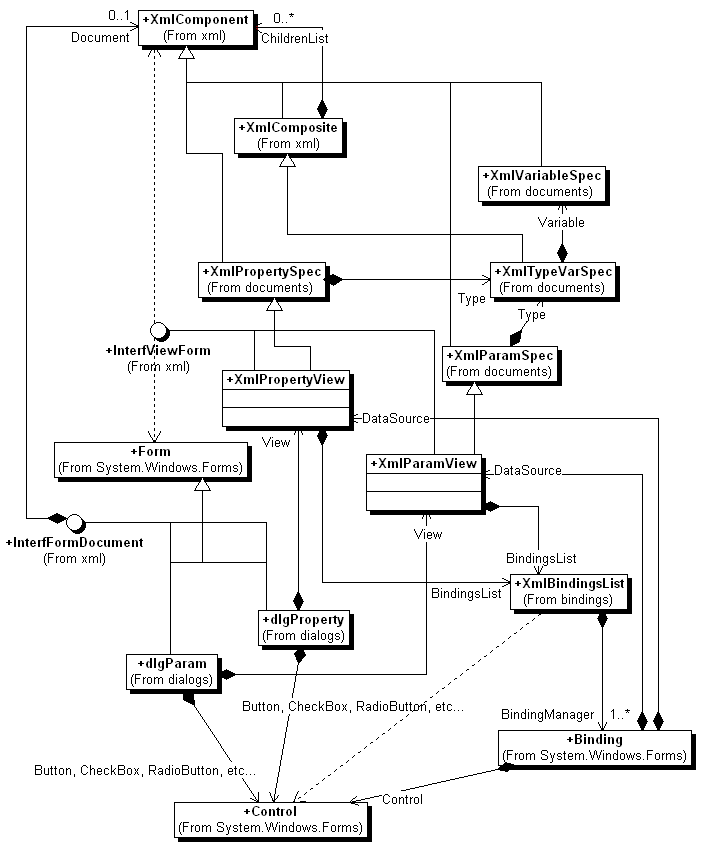 0..1
+XmlComponent
(From xml)
0..*
Document
ChildrenList
+XmlComposite
(From xml)
+XmlVariableSpec
(From documents)
Variable
+XmlPropertySpec
(From documents)
+XmlTypeVarSpec
(From documents)
Type
Type
+InterfViewForm
(From xml)
+XmlParamSpec
(From documents)
+XmlPropertyView
DataSource
View
+Form
(From System.Windows.Forms)
+XmlParamView
DataSource
+InterfFormDocument
(From xml)
View
BindingsList
+XmlBindingsList
(From bindings)
BindingsList
+dlgProperty
(From dialogs)
+dlgParam
(From dialogs)
Button, CheckBox, RadioButton, etc...
BindingManager
1..*
+Binding
(From System.Windows.Forms)
Button, CheckBox, RadioButton, etc...
Control
+Control
(From System.Windows.Forms)